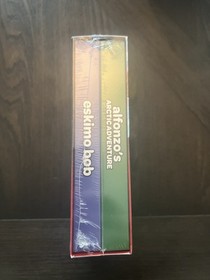 alfonzo's
ARCTIC ADVENTURE
eskimo bob